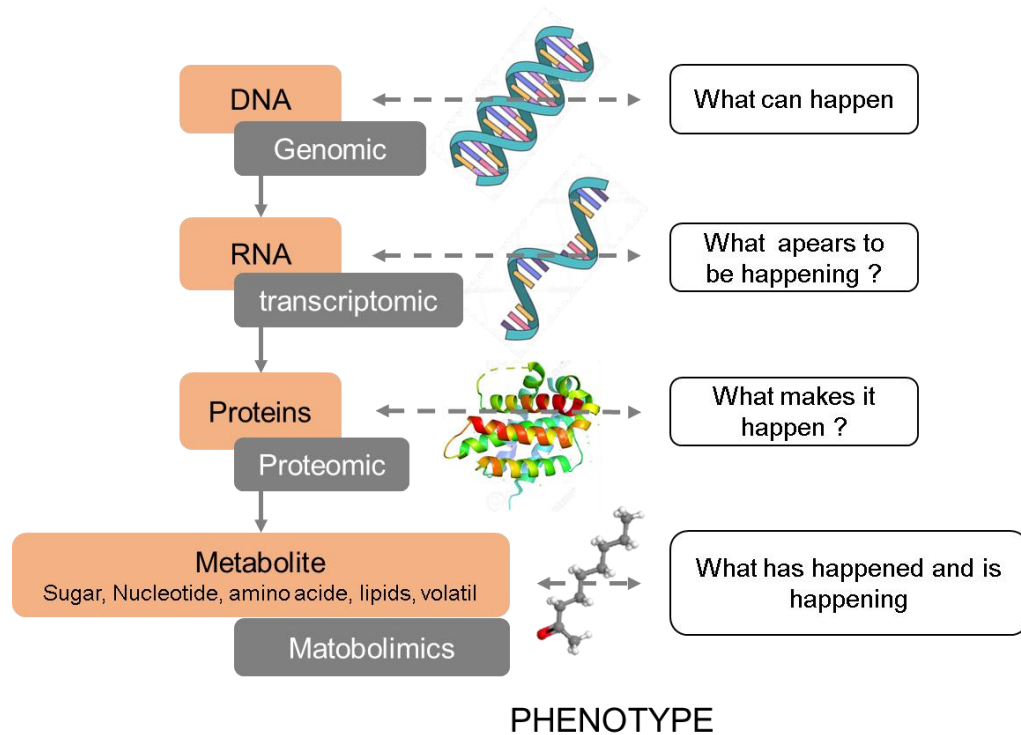 DNA
What can happen
Genomic
RNA
What apears to
be happening ?
transcriptomic
Proteins
What makes it
happen ?
Proteomic
Metabolite
Sugar, Nucleotide, amino acide, lipids, volatil
What has happened and is
happening
Matobolimics
PHENOTYPE